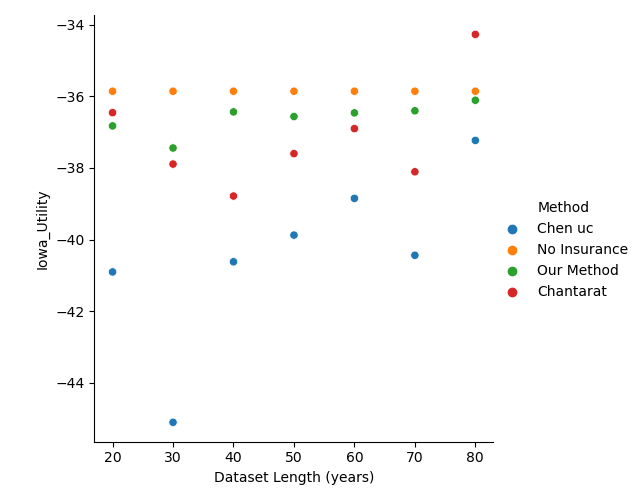 −34
−36
−38
−40
−42
−44
Iowa_Utility
20 30 40 50 60 70 80
Dataset Length (years)
Method
Chen uc
No Insurance
Our Method
Chantarat